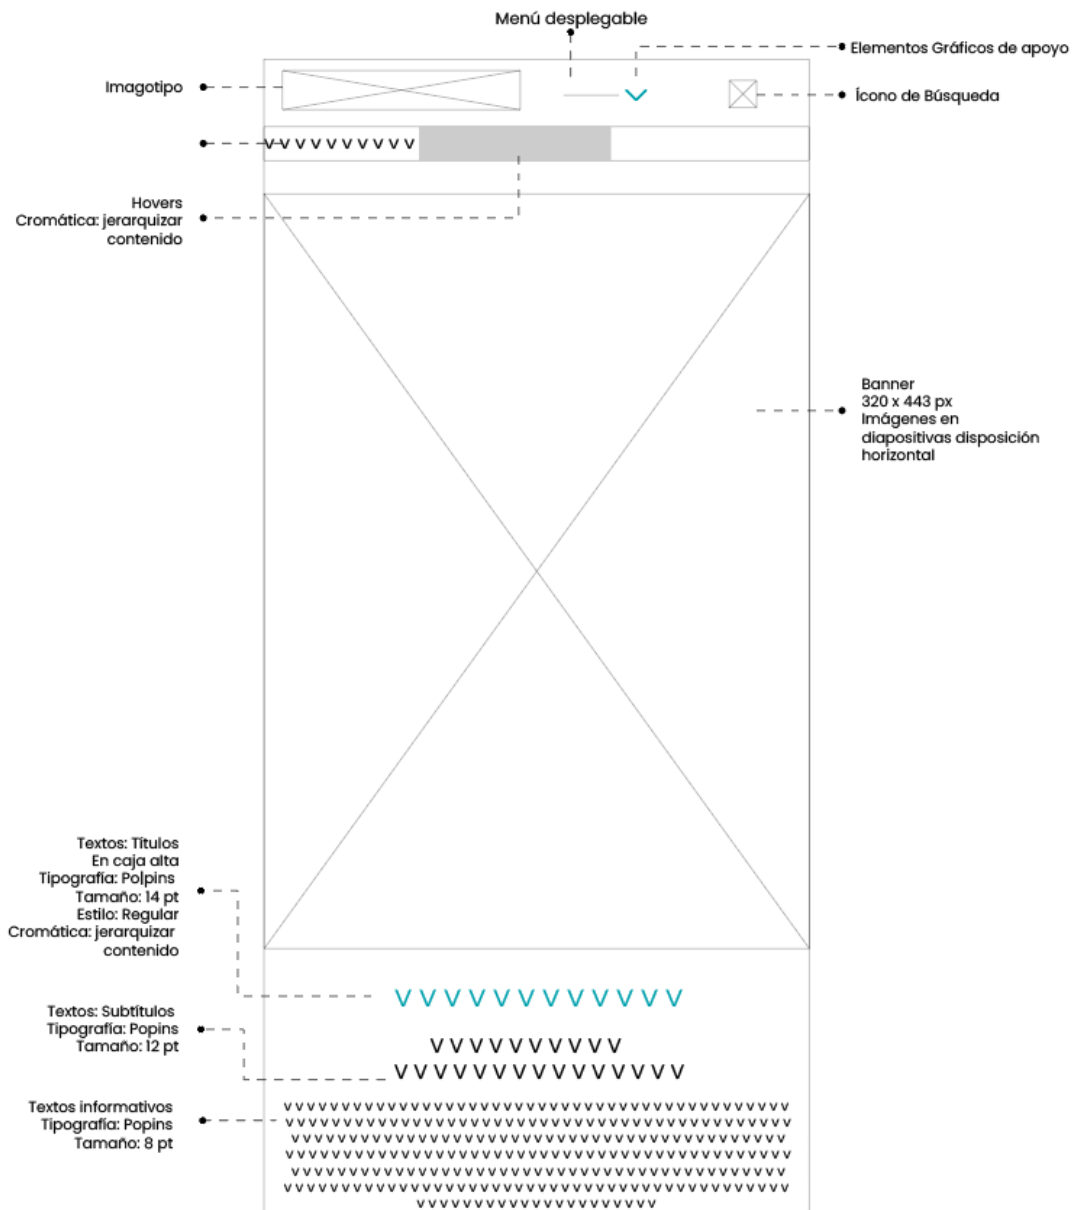 Menú desplegable
Elementos Gráficos de apoyo
Imagotipo
Ícono de Búsqueda
V V V V V V V V V V
Hovers
Cromática: jerarquizar
contenido
Banner
320 x 443 px
Imágenes en
diapositivas disposición
horizontal
Textos: Títulos
En caja alta
Tipografía: Po|pins
Tamaño: 14 pt
Estilo: Regular
Cromática: jerarquizar
contenido
V V V V V V V V V V V V
Textos: Subtítulos
Tipografía: Popins
Tamaño: 12 pt
V V V V V V V V V V
V V V V V V V V V V V V V V V
Textos informativos
Tipografía: Popins
Tamaño: 8 pt